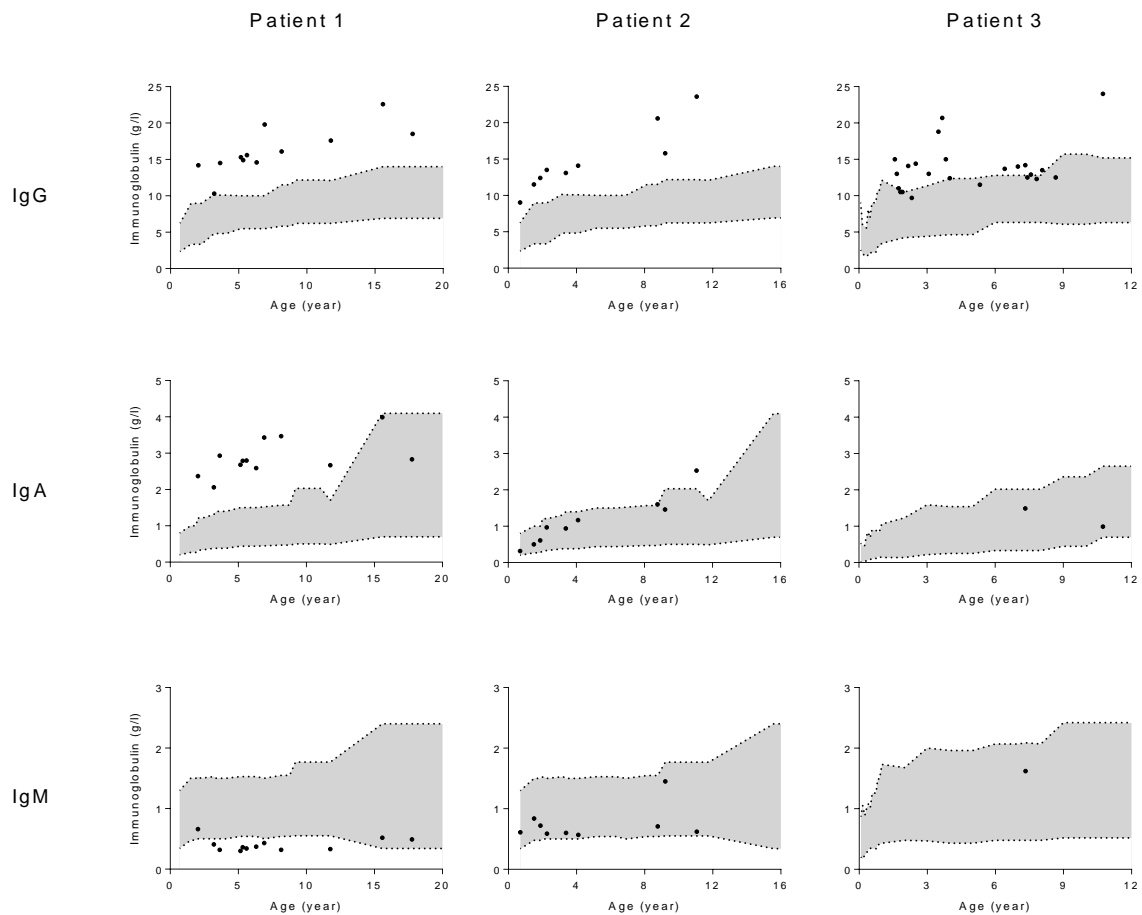 Patient 1 Patient 2 Patient 3
IgG
Immunoglobulin (g/l)
25
20
15
10
5
0
0 5 10 15 20
Age (year)
25
20
15
10
5
0
0 4 8 12 16
Age (year)
25
20
15
10
5
0
0 3 6 9 12
Age (year)
IgA
Immunoglobulin (g/l)
5
4
3
2
1
0
0 5 10 15 20
Age (year)
5
4
3
2
1
0
0 4 8 12 16
Age (year)
5
4
3
2
1
0
0 3 6 9 12
Age (year)
IgM
Immunoglobulin (g/l)
3
2
1
0
0 5 10 15 20
Age (year)
3
2
1
0
0 4 8 12 16
Age (year)
3
2
1
0
0 3 6 9 12
Age (year)